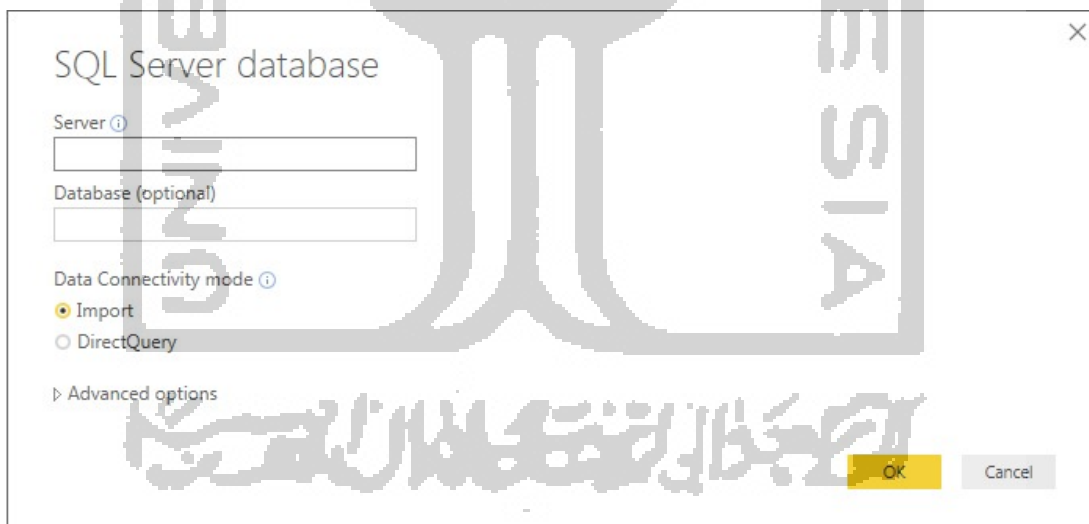 SQL Server database
Server
Database (optional)
Data Connectivity mode
Import
DirectQuery
Advanced options
OK Cancel